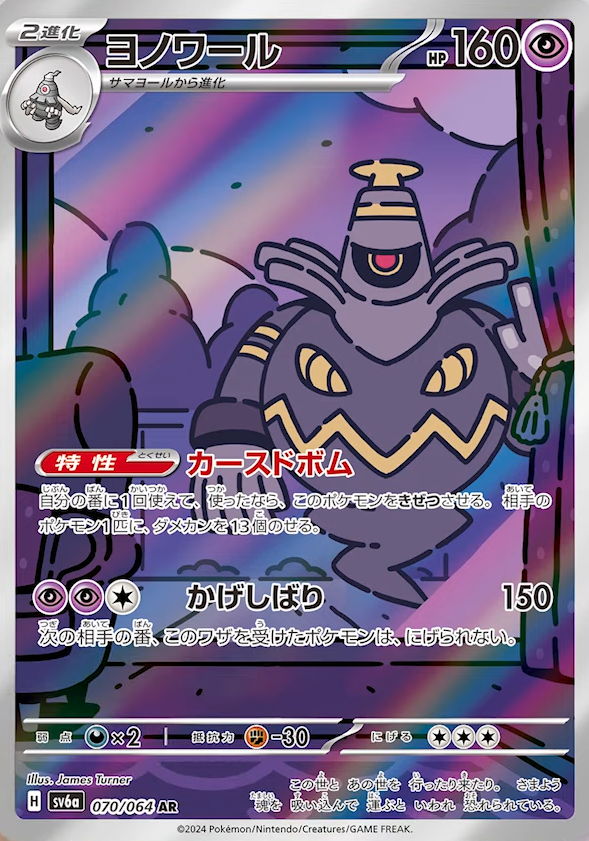 2進化
ヨノワール
HP160
サマヨールから進化
特性 とくせい カースドボム
自分の番に1回使えて、使ったなら、このポケモンをきぜつさせる。相手の
ポケモン1匹に、ダメカンを13個のせる。
かげしばり 150
次の相手の番、このワザを受けたポケモンは、にげられない。
弱点 ×2 抵抗力 -30 にげる
Illus. James Turner
H sv6a 070/064 AR
この世と あの世を 行ったり来たり。 さまよう
魂を 吸い込んで 運ぶと いわれ 恐れられている。
©2024 Pokémon/Nintendo/Creatures/GAME FREAK.